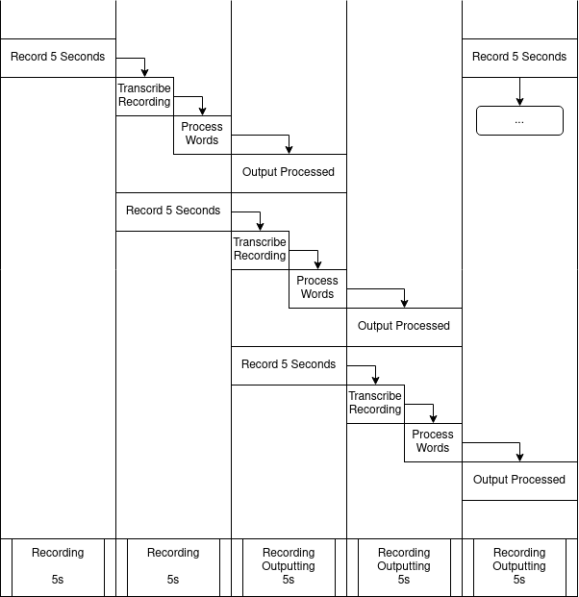 Record 5 Seconds
Record 5 Seconds
Transcribe
Recording
...
Process
Words
Output Processed
Record 5 Seconds
Transcribe
Recording
Process
Words
Output Processed
Record 5 Seconds
Transcribe
Recording
Process
Words
Output Processed
Recording
5s
Recording
5s
Recording
Outputting
5s
Recording
Outputting
5s
Recording
Outputting
5s